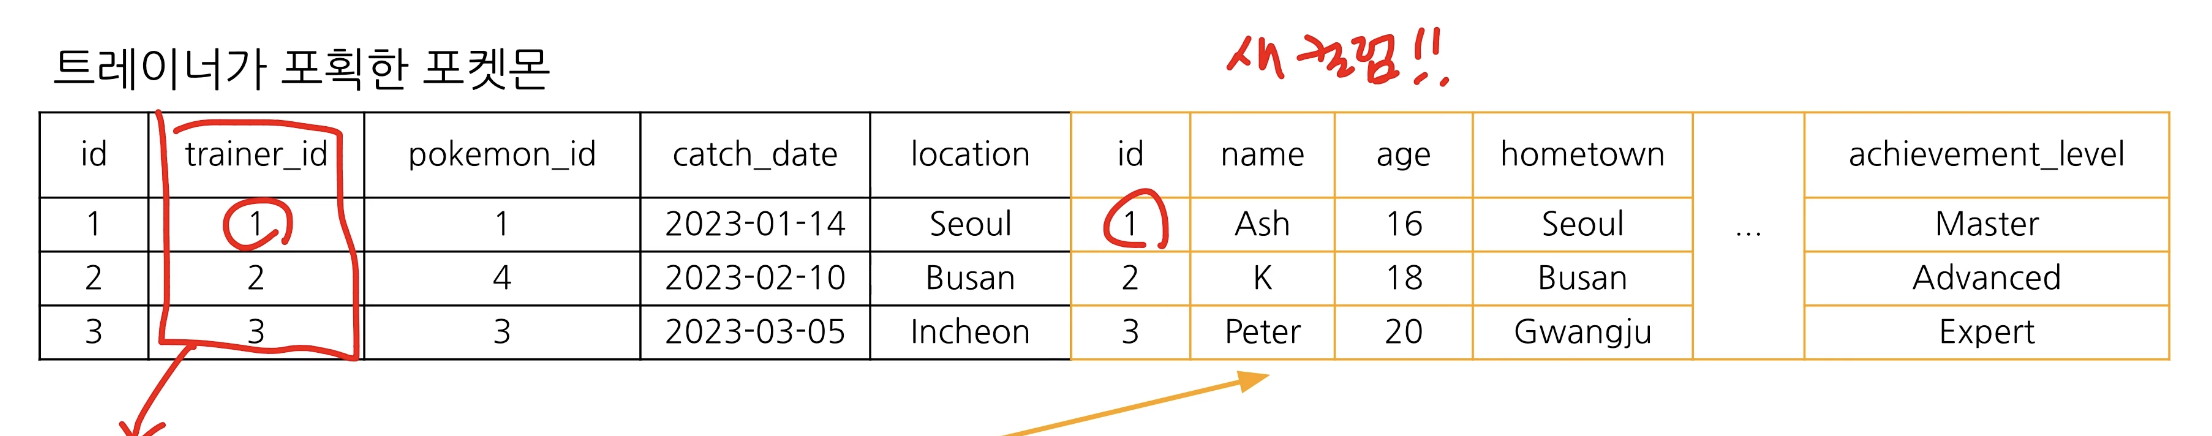 새 컬럼!!
트레이너가 포획한 포켓몬
id trainer_id pokemon_id catch_date location id name age hometown ... achievement_level
1 1 1 2023-01-14 Seoul 1 Ash 16 Seoul Master
2 2 4 2023-02-10 Busan 2 K 18 Busan Advanced
3 3 3 2023-03-05 Incheon 3 Peter 20 Gwangju Expert